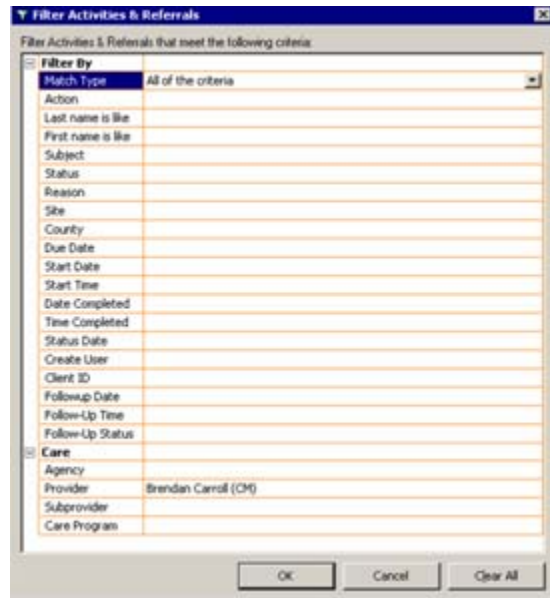 Filter Activities & Referrals
Filter Activities & Referrals that meet the following criteria:
Filter By
Match Type All of the criteria
Action
Last name is like
First name is like
Subject
Status
Reason
Site
County
Due Date
Start Date
Start Time
Date Completed
Time Completed
Status Date
Create User
Client ID
Followup Date
Follow-Up Time
Follow-Up Status
Care
Agency
Provider Brendan Carroll (CM)
Subprovider
Care Program
OK Cancel Clear All